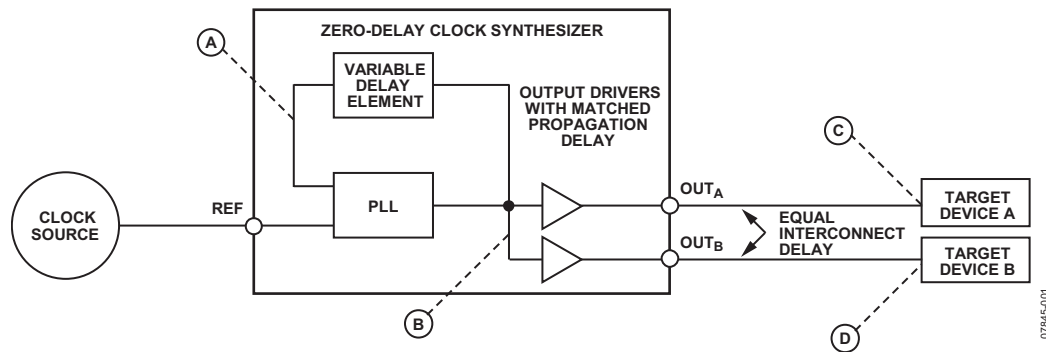 ZERO-DELAY CLOCK SYNTHESIZER
A
VARIABLE
DELAY
ELEMENT
OUTPUT DRIVERS
WITH MATCHED
PROPAGATION
DELAY
C
CLOCK
SOURCE
REF
PLL
OUTA
EQUAL
INTERCONNECT
DELAY
OUTB
TARGET
DEVICE A
TARGET
DEVICE B
B
D
07845-001